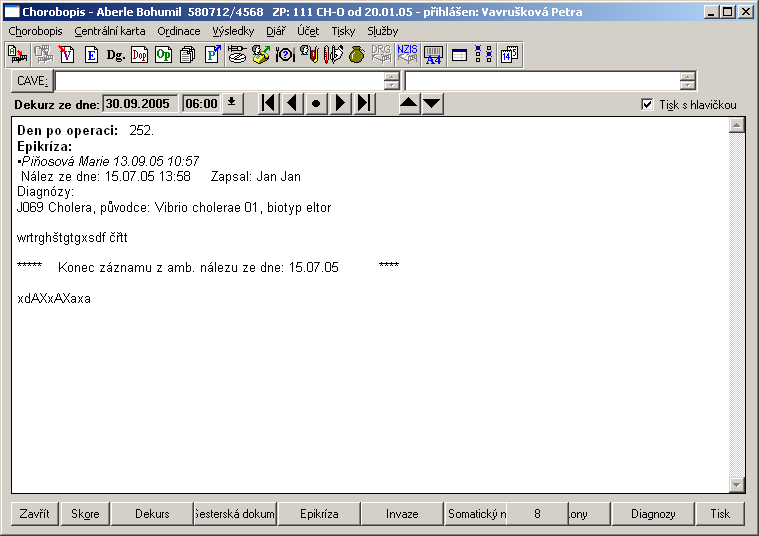 Chorobopis - Aberle Bohumil 580712/4568 ZP: 111 CH-O od 20.01.05 - přihlášen: Vavrušková Petra
Chorobopis Centrální karta Ordinace Výsledky Diář Účet Tisky Služby
V E Dg. Dop Op P DRG NZIS A4 14
CAVE:
Dekurz ze dne: 30.09.2005 06:00 Tisk s hlavičkou
Den po operaci: 252.
Epikríza:
•Piňosová Marie 13.09.05 10:57
Nález ze dne: 15.07.05 13:58 Zapsal: Jan Jan
Diagnózy:
J069 Cholera, původce: Vibrio cholerae 01, biotyp eltor
wrtrghštgtgxsdf čřtt
***** Konec záznamu z amb. nálezu ze dne: 15.07.05 ****
xdAXxAXaxa
Zavřít Skore Dekurs Sesterská dokum Epikríza Invaze Somatický n 8 ony Diagnozy Tisk